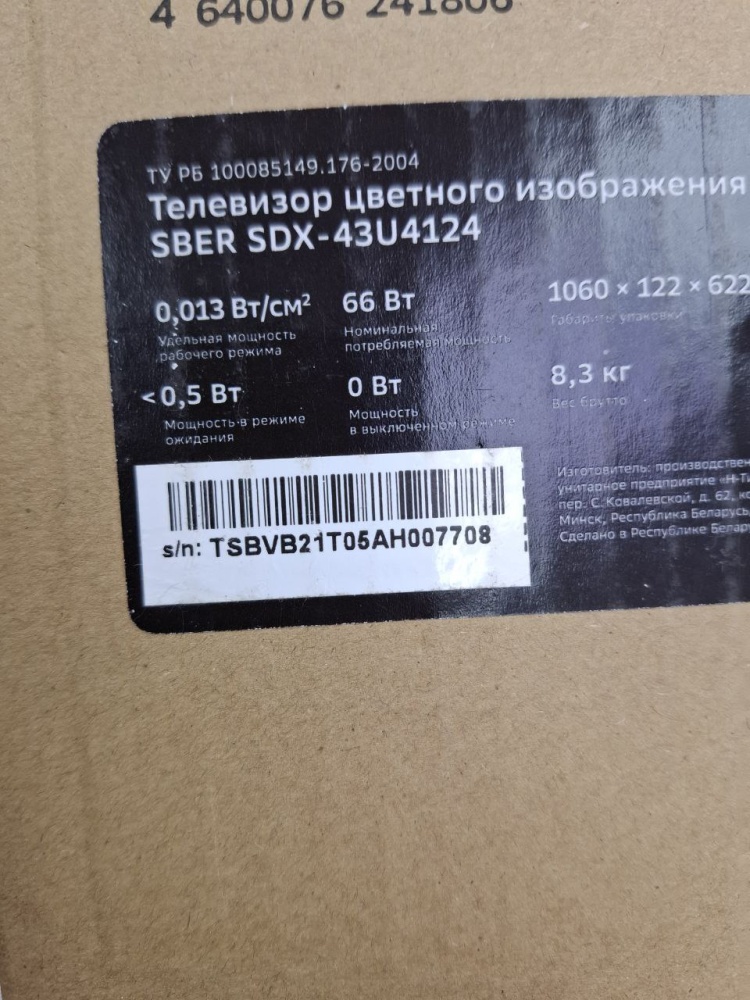 4 640076 241806
ТУ РБ 100085149.176-2004
Телевизор цветного изображения
SBER SDX-43U4124
0,013 Вт/см²
Удельная мощность
рабочего режима
66 Вт
Номинальная
потребляемая мощность
1060 × 122 × 622
Габариты упаковки
<0,5 Вт
Мощность в режиме
ожидания
0 Вт
Мощность
в выключенном режиме
8,3 кг
Вес брутто
s/n: TSBVB21T05AH007708
Изготовитель: производствен
унитарное предприятие «Н-Ти
пер. С. Ковалевской, д. 62, ко
Минск, Республика Беларусь
Сделано в Республике Белар